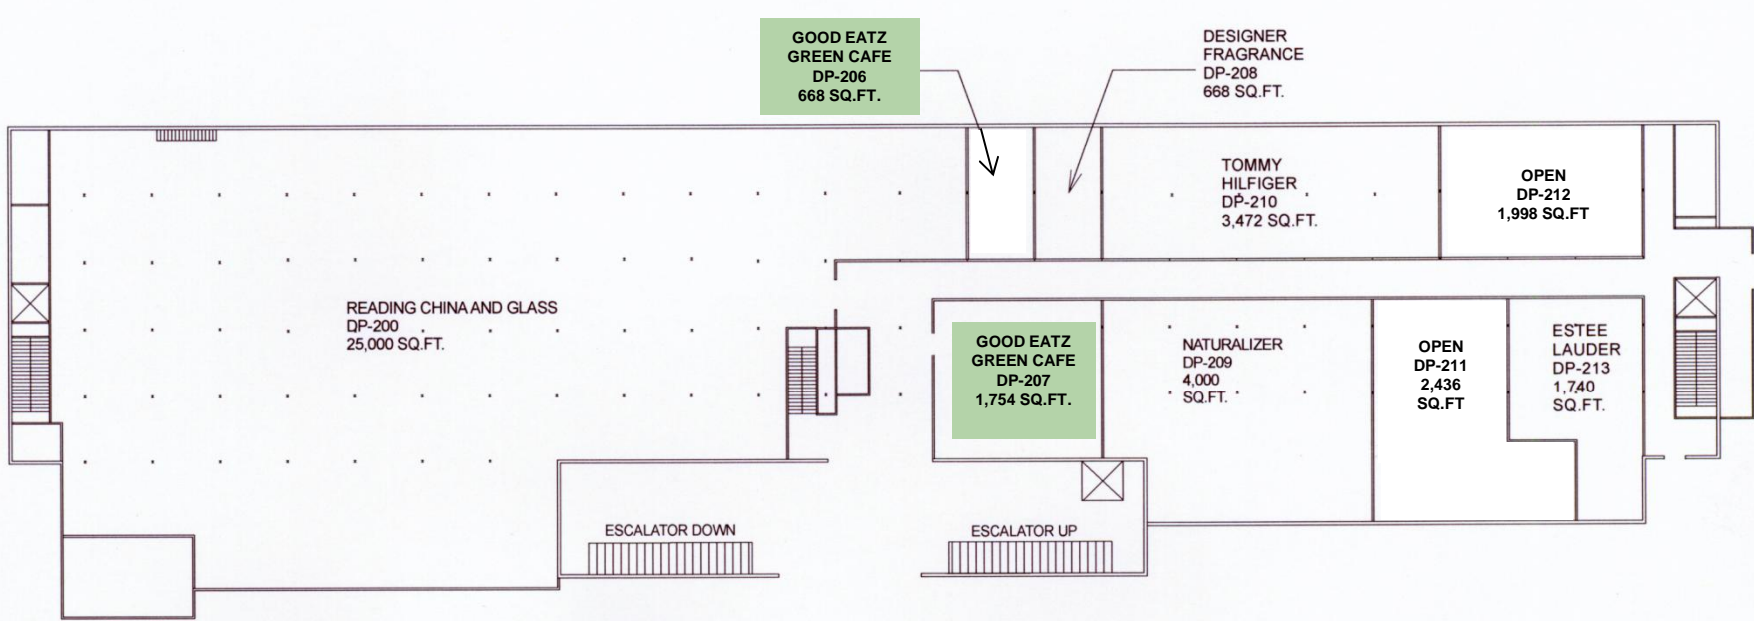 GOOD EATZ
GREEN CAFE
DP-206
668 SQ.FT.
DESIGNER
FRAGRANCE
DP-208
668 SQ.FT.
TOMMY
HILFIGER
DP-210
3,472 SQ.FT.
OPEN
DP-212
1,998 SQ.FT
READING CHINA AND GLASS
DP-200
25,000 SQ.FT.
GOOD EATZ
GREEN CAFE
DP-207
1,754 SQ.FT.
NATURALIZER
DP-209
4,000
SQ.FT.
OPEN
DP-211
2,436
SQ.FT
ESTEE
LAUDER
DP-213
1,740
SQ.FT.
ESCALATOR DOWN
ESCALATOR UP